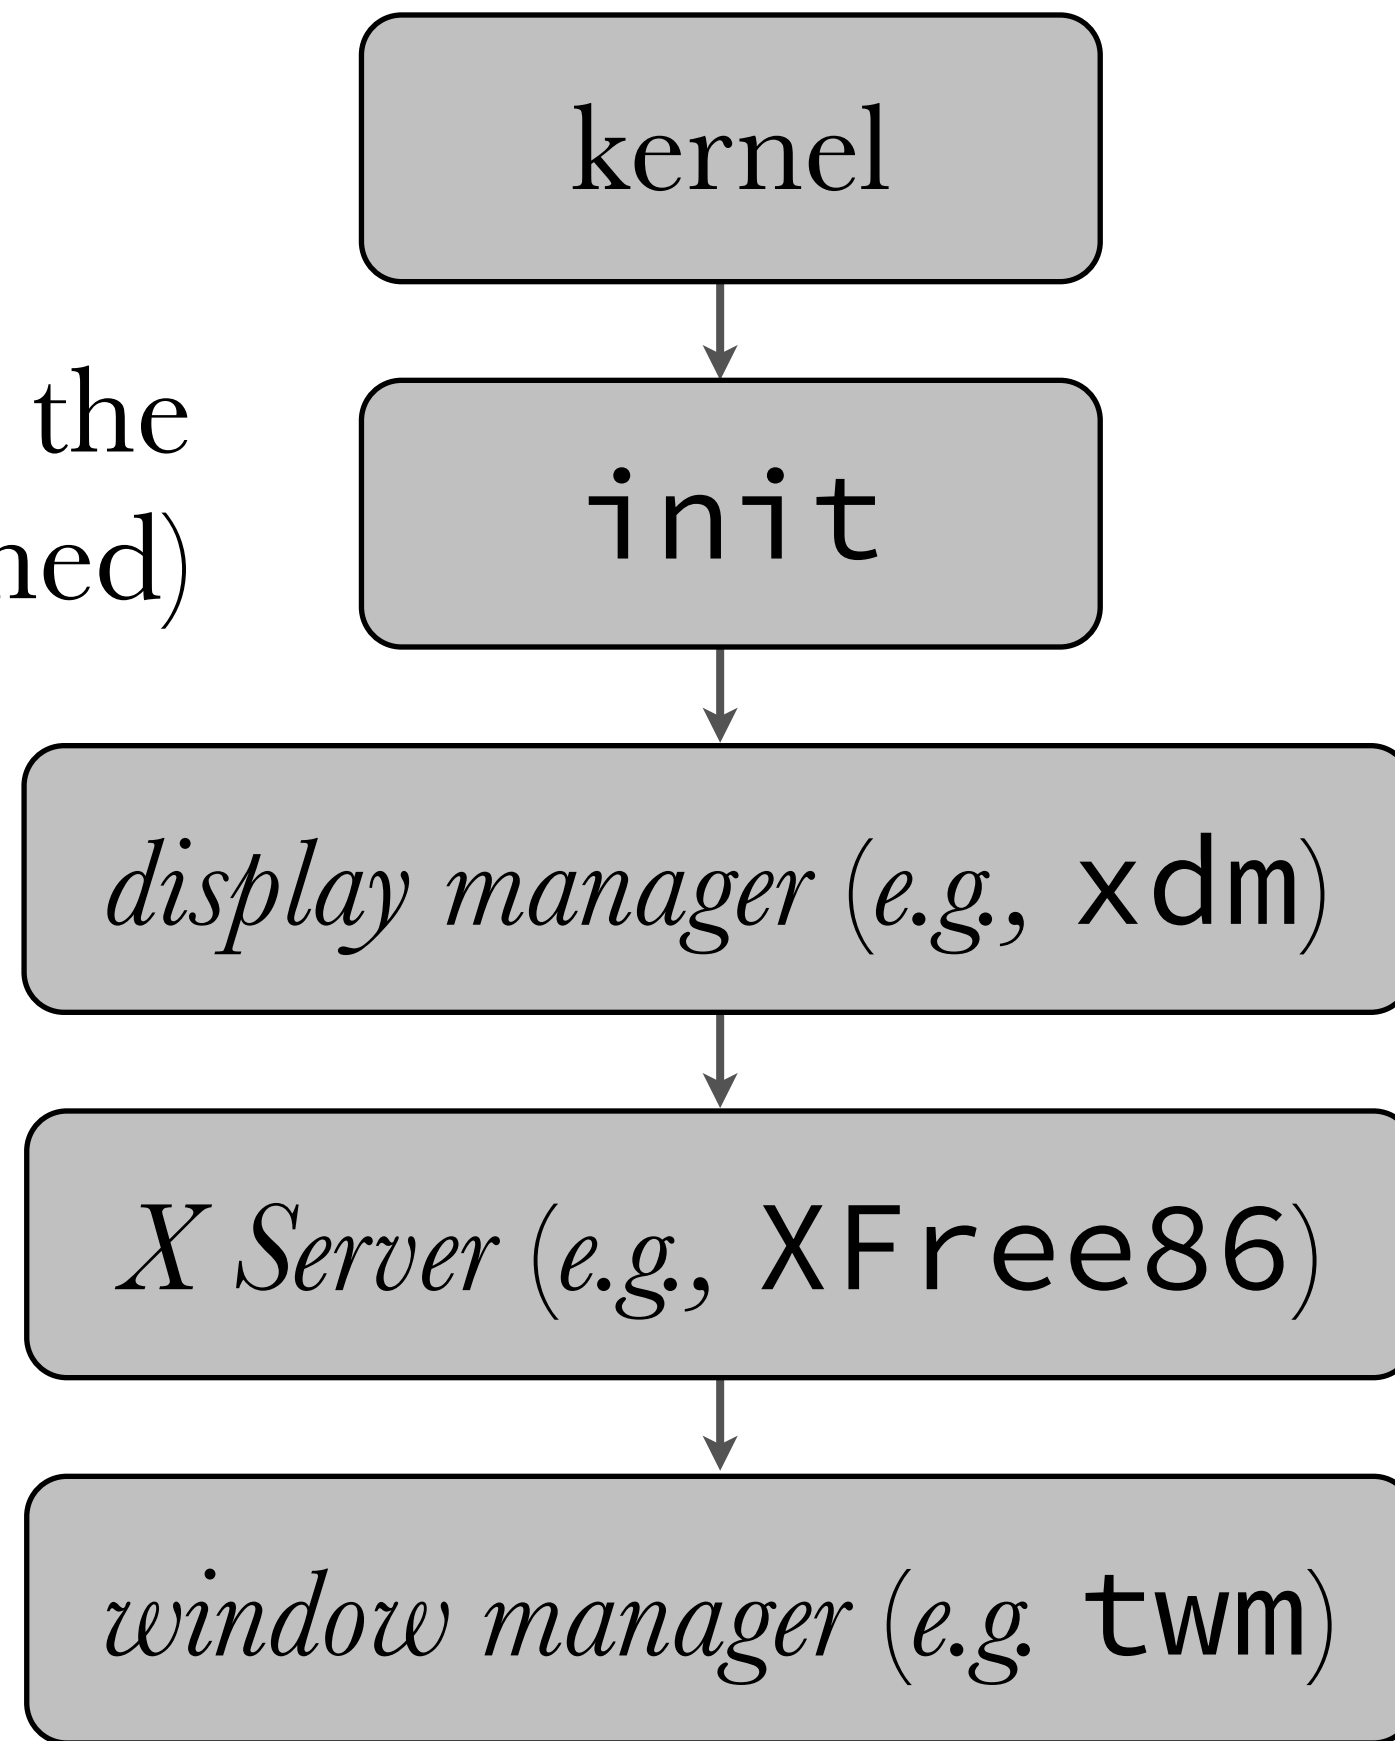 kernel
the
init
display manager (e.g., xdm)
X Server (e.g., XFree86)
window manager (e.g. twm)